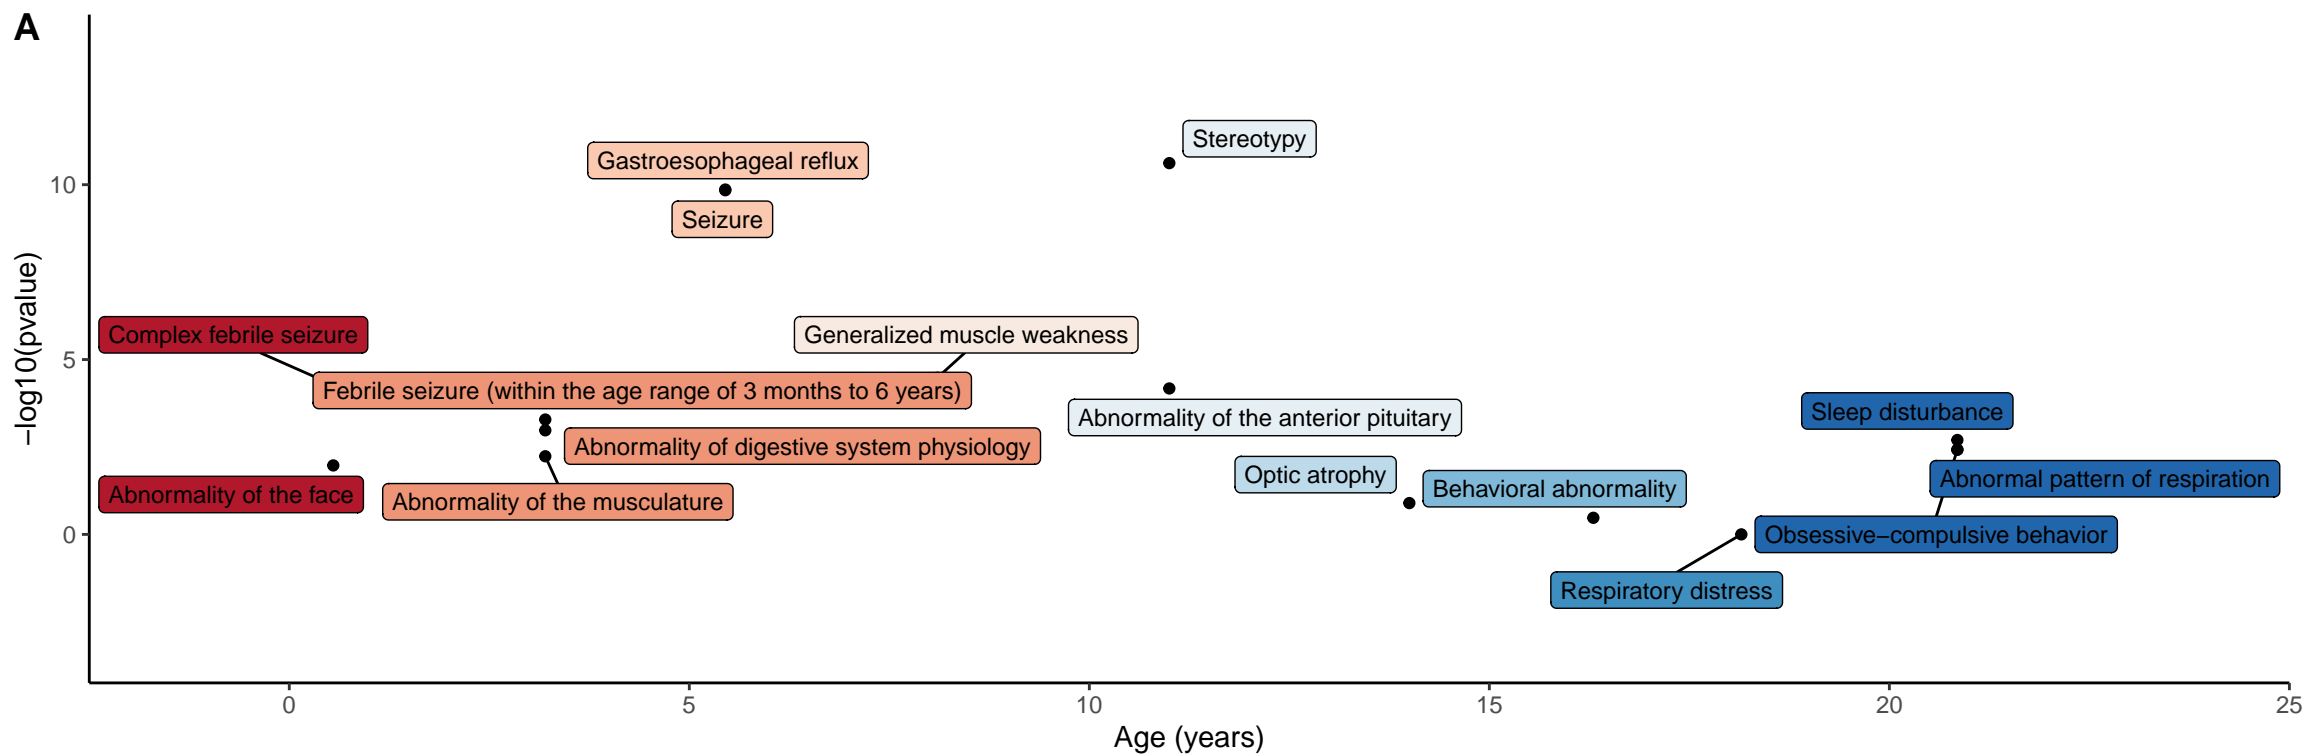 A
Stereotypy
Gastroesophageal reflux
10
Seizure
−log10(pvalue)
Complex febrile seizure
Generalized muscle weakness
5
Febrile seizure (within the age range of 3 months to 6 years)
Abnormality of the anterior pituitary
Sleep disturbance
Abnormality of digestive system physiology
Optic atrophy
Abnormal pattern of respiration
Behavioral abnormality
Abnormality of the face
Abnormality of the musculature
0
Obsessive−compulsive behavior
Respiratory distress
0
5
10
15
20
25
Age (years)